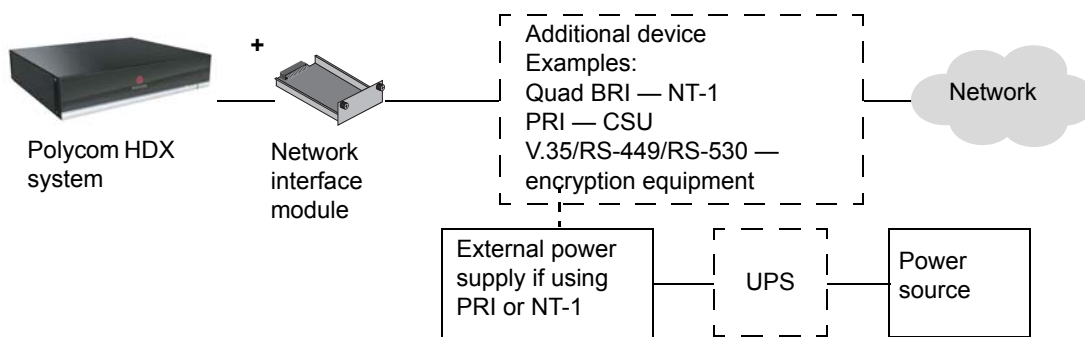 +
Polycom HDX
system
Network
interface
module
Additional device
Examples:
Quad BRI — NT-1
PRI — CSU
V.35/RS-449/RS-530 —
encryption equipment
Network
External power
supply if using
PRI or NT-1
UPS
Power
source